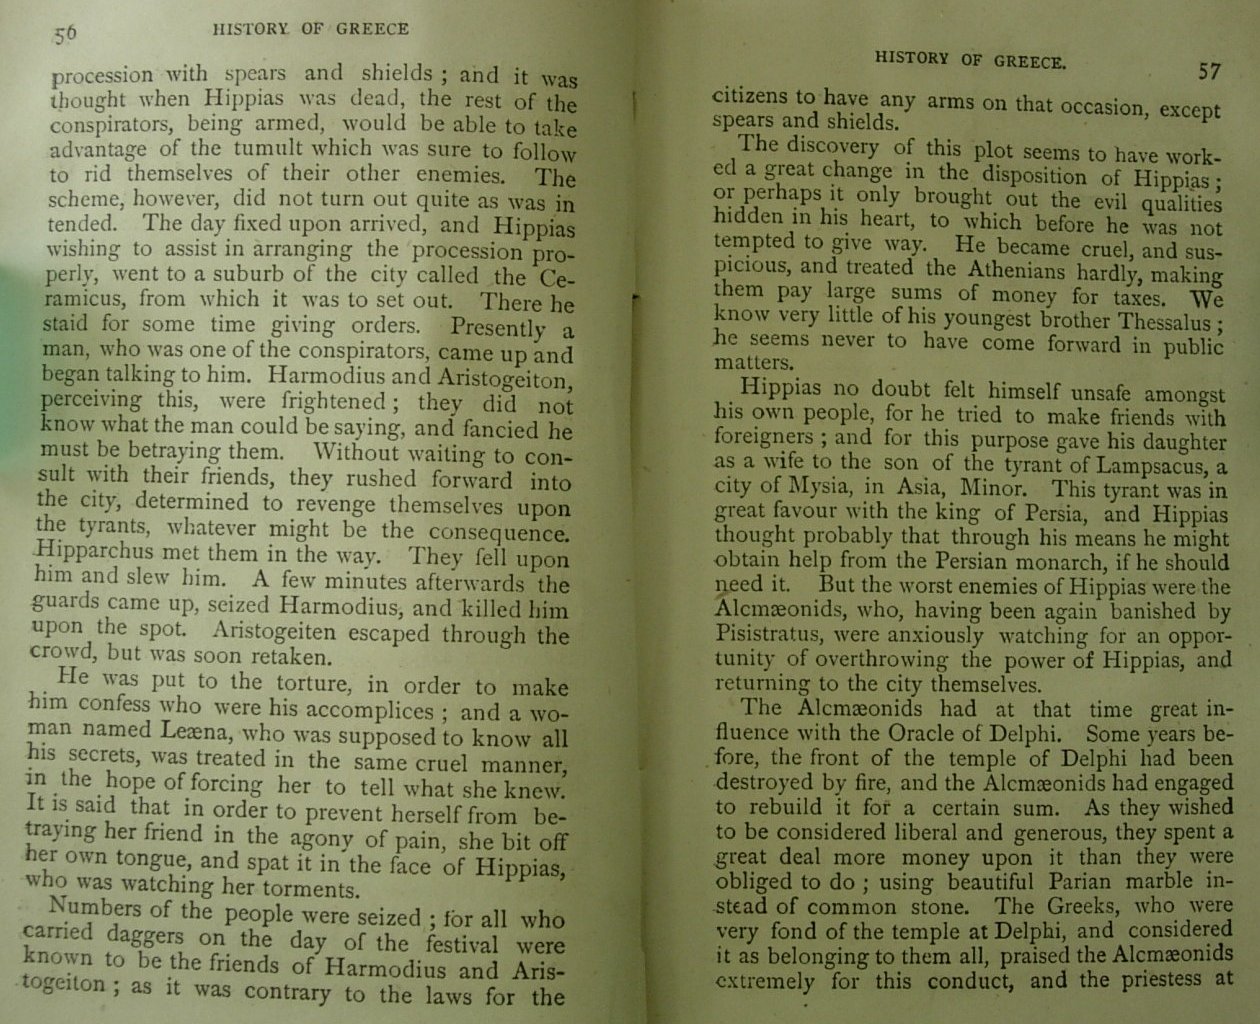 56
HISTORY OF GREECE
procession with spears and shields ; and it was
thought when Hippias was dead, the rest of the
conspirators, being armed, would be able to take
advantage of the tumult which was sure to follow
to rid themselves of their other enemies. The
scheme, however, did not turn out quite as was in
tended. The day fixed upon arrived, and Hippias
wishing to assist in arranging the procession pro-
perly, went to a suburb of the city called the Ce-
ramicus, from which it was to set out. There he
staid for some time giving orders. Presently a
man, who was one of the conspirators, came up and
began talking to him. Harmodius and Aristogeiton,
perceiving this, were frightened ; they did not
know what the man could be saying, and fancied he
must be betraying them. Without waiting to con-
sult with their friends, they rushed forward into
the city, determined to revenge themselves upon
the tyrants, whatever might be the consequence.
Hipparchus met them in the way. They fell upon
him and slew him. A few minutes afterwards the
guards came up, seized Harmodius, and killed him
upon the spot. Aristogeiten escaped through the
crowd, but was soon retaken.
He was put to the torture, in order to make
him confess who were his accomplices ; and a wo-
man named Leæna, who was supposed to know all
his secrets, was treated in the same cruel manner,
in the hope of forcing her to tell what she knew.
It is said that in order to prevent herself from be-
traying her friend in the agony of pain, she bit off
her own tongue, and spat it in the face of Hippias,
who was watching her torments.
Numbers of the people were seized ; for all who
carried daggers on the day of the festival were
known to be the friends of Harmodius and Aris-
togeiton ; as it was contrary to the laws for the
HISTORY OF GREECE.
57
citizens to have any arms on that occasion, except
spears and shields.
The discovery of this plot seems to have work-
ed a great change in the disposition of Hippias ;
or perhaps it only brought out the evil qualities
hidden in his heart, to which before he was not
tempted to give way. He became cruel, and sus-
picious, and treated the Athenians hardly, making
them pay large sums of money for taxes. We
know very little of his youngest brother Thessalus ;
he seems never to have come forward in public
matters.
Hippias no doubt felt himself unsafe amongst
his own people, for he tried to make friends with
foreigners ; and for this purpose gave his daughter
as a wife to the son of the tyrant of Lampsacus, a
city of Mysia, in Asia, Minor. This tyrant was in
great favour with the king of Persia, and Hippias
thought probably that through his means he might
obtain help from the Persian monarch, if he should
need it. But the worst enemies of Hippias were the
Alcmæonids, who, having been again banished by
Pisistratus, were anxiously watching for an oppor-
tunity of overthrowing the power of Hippias, and
returning to the city themselves.
The Alcmæonids had at that time great in-
fluence with the Oracle of Delphi. Some years be-
fore, the front of the temple of Delphi had been
destroyed by fire, and the Alcmæonids had engaged
to rebuild it for a certain sum. As they wished
to be considered liberal and generous, they spent a
great deal more money upon it than they were
obliged to do ; using beautiful Parian marble in-
stead of common stone. The Greeks, who were
very fond of the temple at Delphi, and considered
it as belonging to them all, praised the Alcmæonids
extremely for this conduct, and the priestess at